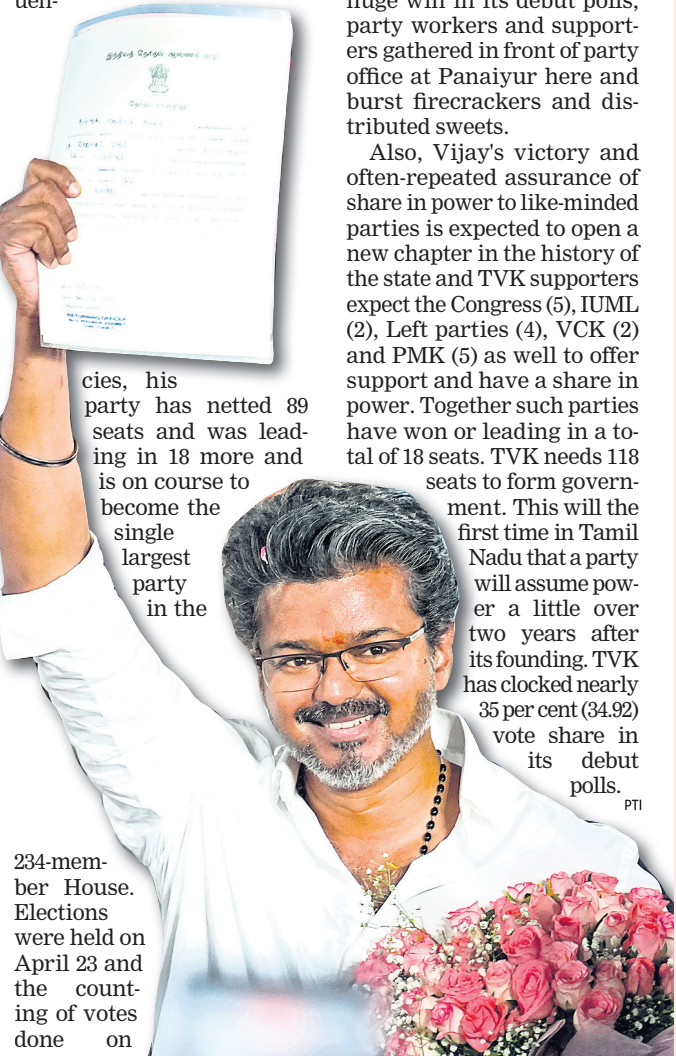 uen-
இந்தியத் தேர்தல் ஆணையம்
cies, his
party has netted 89
seats and was lead-
ing in 18 more and
is on course to
become the
single
largest
party
in the
234-mem-
ber House.
Elections
were held on
April 23 and
the count-
ing of votes
done on
huge win in its debut polls,
party workers and support-
ers gathered in front of party
office at Panaiyur here and
burst firecrackers and dis-
tributed sweets.
Also, Vijay's victory and
often-repeated assurance of
share in power to like-minded
parties is expected to open a
new chapter in the history of
the state and TVK supporters
expect the Congress (5), IUML
(2), Left parties (4), VCK (2)
and PMK (5) as well to offer
support and have a share in
power. Together such parties
have won or leading in a to-
tal of 18 seats. TVK needs 118
seats to form govern-
ment. This will the
first time in Tamil
Nadu that a party
will assume pow-
er a little over
two years after
its founding. TVK
has clocked nearly
35 per cent (34.92)
vote share in
its debut
polls.
PTI
RETURNING OFFICER